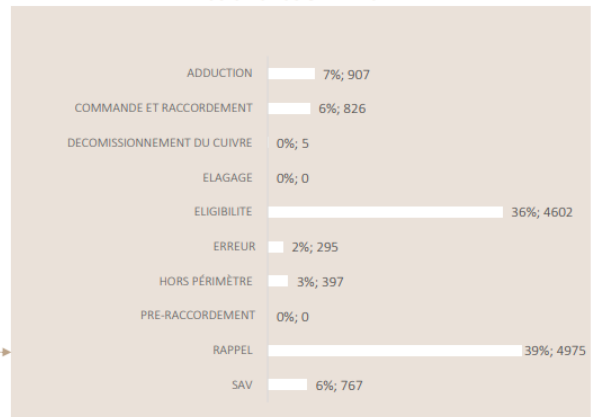 ADDUCTION 7%; 907
COMMANDE ET RACCORDEMENT 6%; 826
DECOMISSIONNEMENT DU CUIVRE 0%; 5
ELAGAGE 0%; 0
ELIGIBILITE 36%; 4602
ERREUR 2%; 295
HORS PÉRIMÈTRE 3%; 397
PRE-RACCORDEMENT 0%; 0
RAPPEL 39%; 4975
SAV 6%; 767